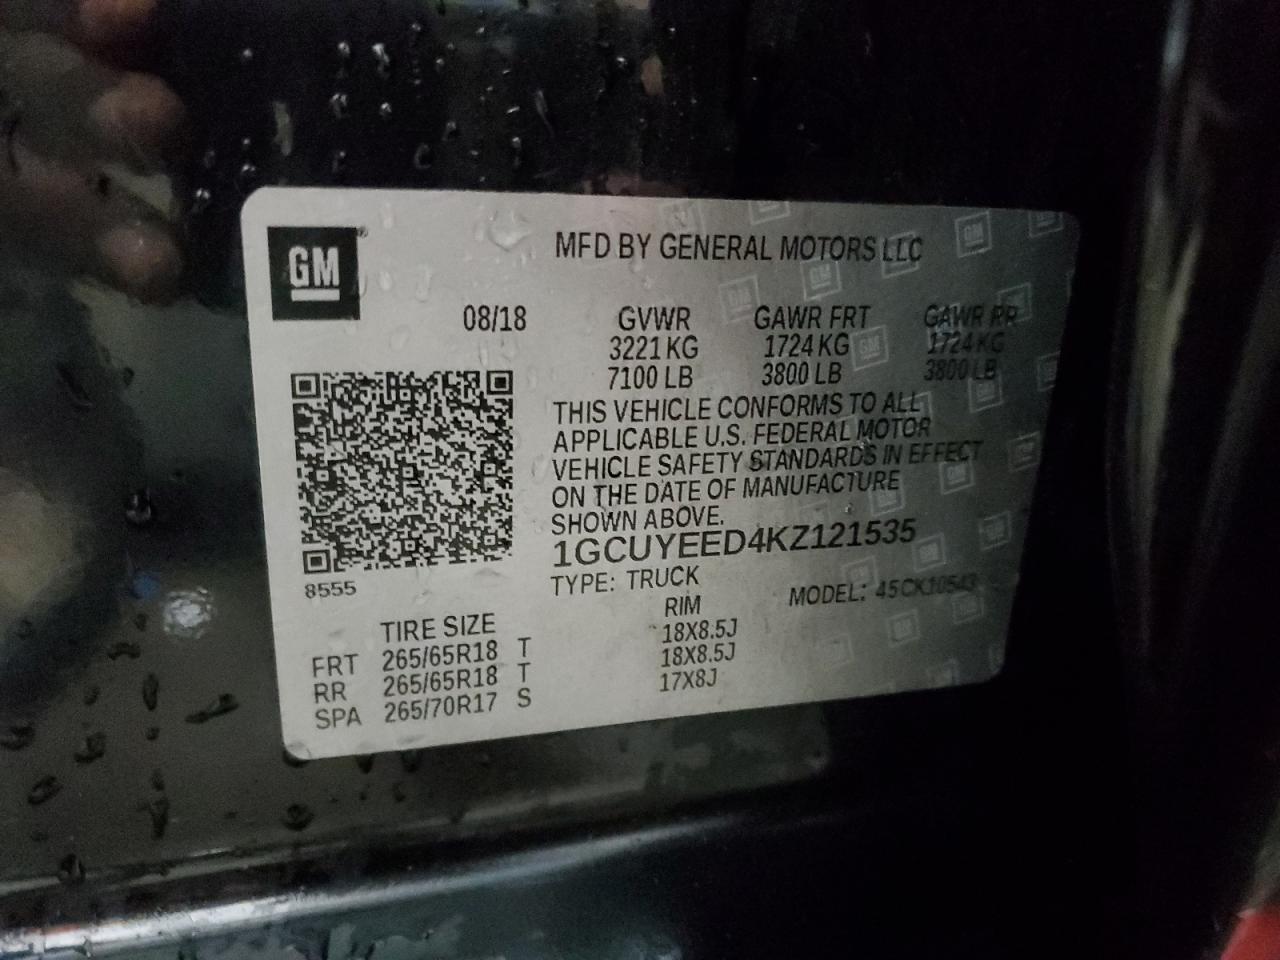 GM
MFD BY GENERAL MOTORS LLC
08/18 GVWR GAWR FRT GAWR RR
3221 KG 1724 KG 1724 KG
7100 LB 3800 LB 3800 LB
THIS VEHICLE CONFORMS TO ALL
APPLICABLE U.S. FEDERAL MOTOR
VEHICLE SAFETY STANDARDS IN EFFECT
ON THE DATE OF MANUFACTURE
SHOWN ABOVE.
1GCUYEED4KZ121535
8555
TYPE: TRUCK MODEL: 45CK10543
TIRE SIZE RIM
FRT 265/65R18 T 18X8.5J
RR 265/65R18 T 18X8.5J
SPA 265/70R17 S 17X8J